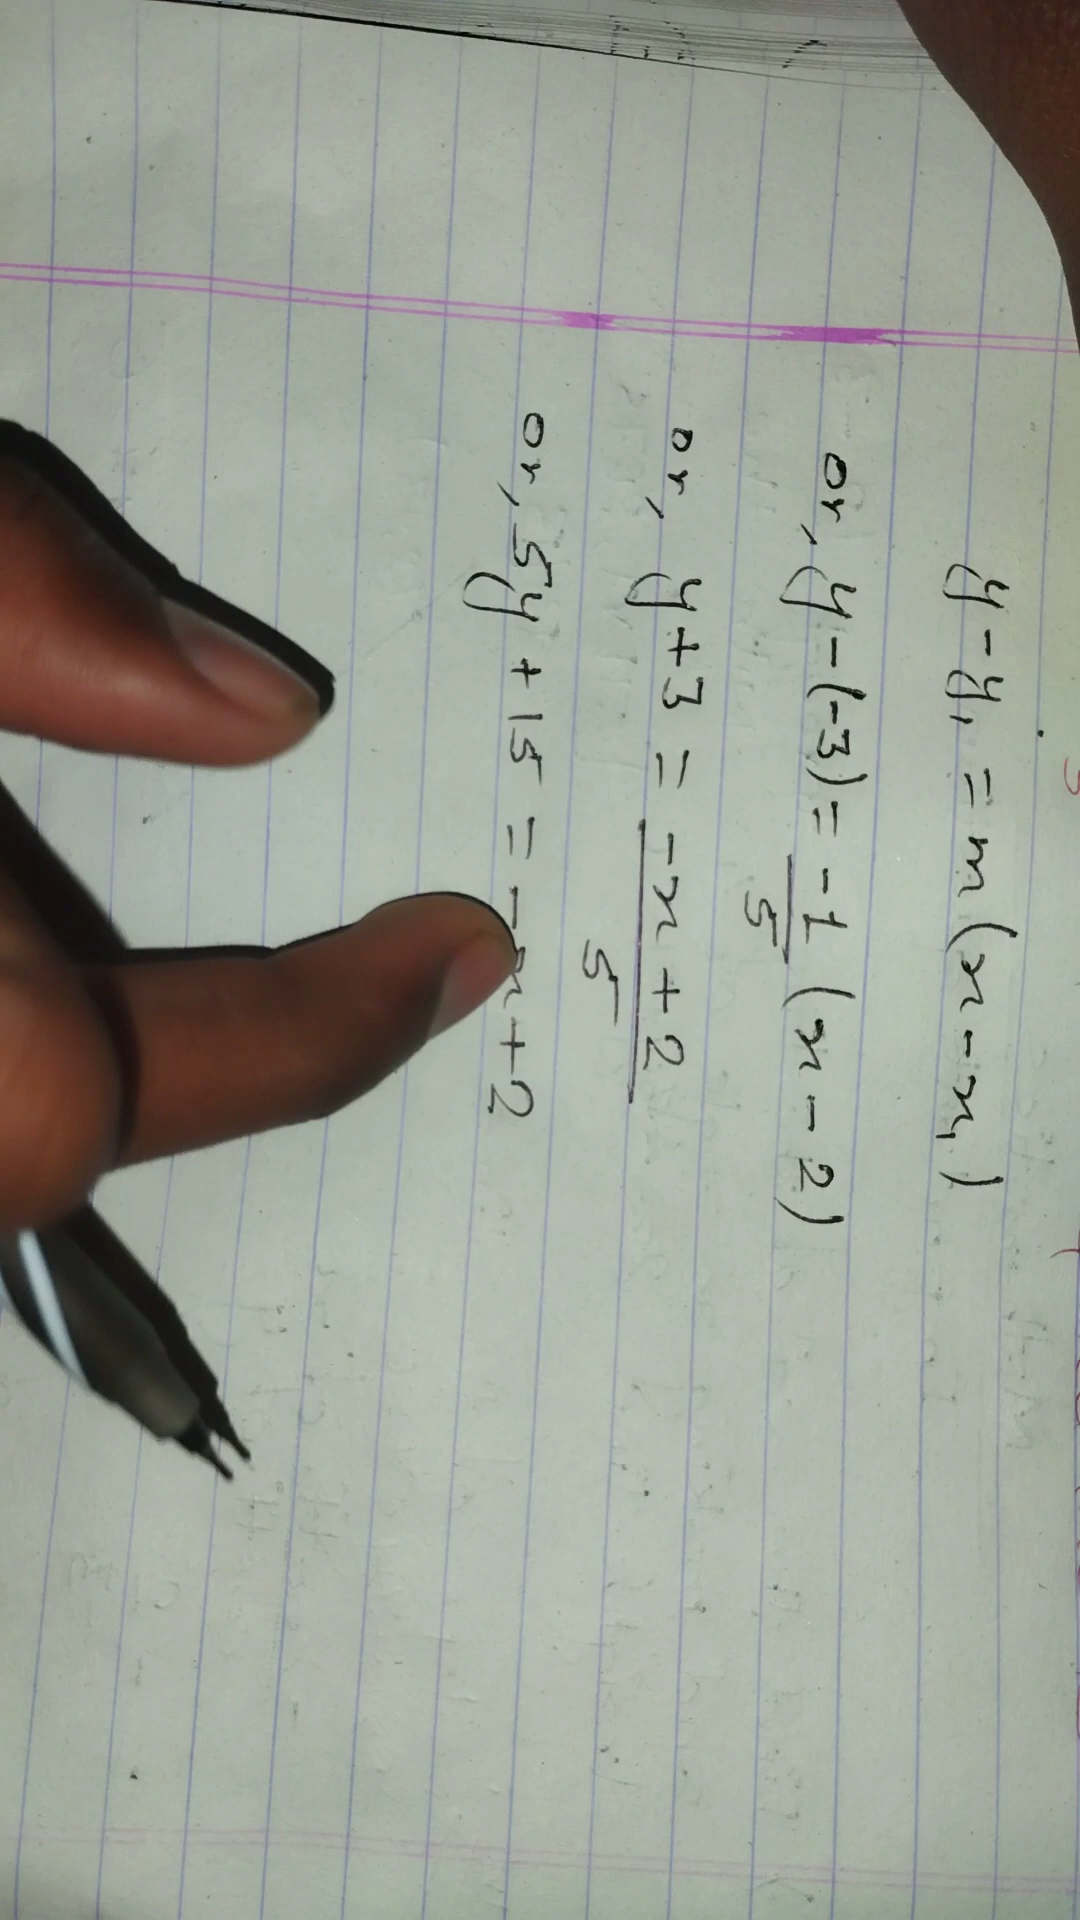 y - y₁ = m(x - x₁)
or, y - (-3) = -1/5 (x - 2)
or, y + 3 = (-x + 2)/5
or, 5y + 15 = -x + 2